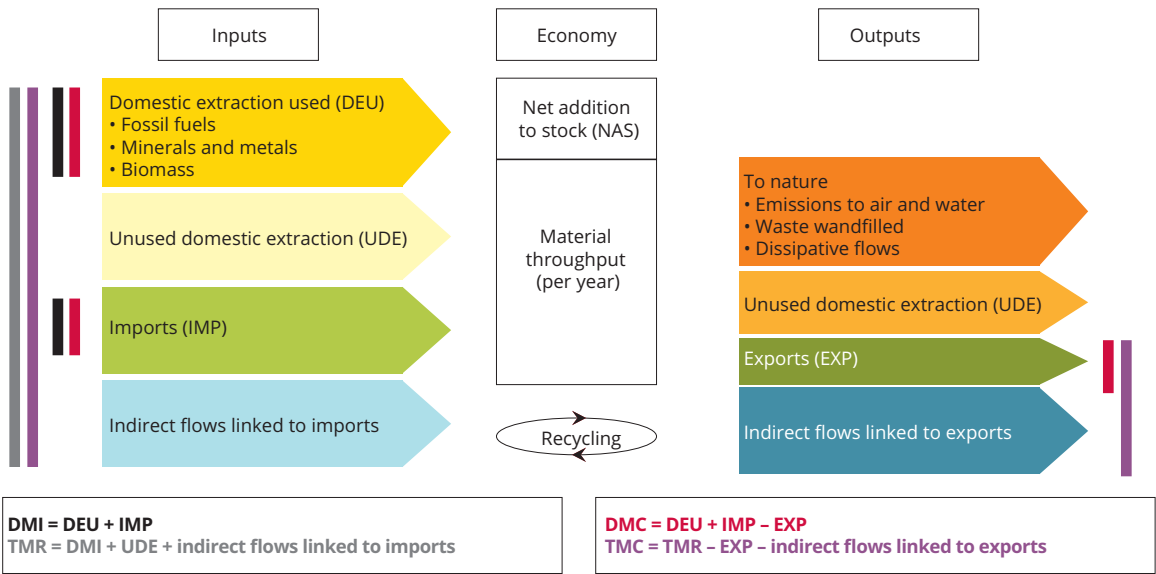 Inputs
Economy
Outputs
Domestic extraction used (DEU)
• Fossil fuels
• Minerals and metals
• Biomass
Unused domestic extraction (UDE)
Imports (IMP)
Indirect flows linked to imports
Net addition
to stock (NAS)
Material
throughput
(per year)
Recycling
To nature
• Emissions to air and water
• Waste wandfilled
• Dissipative flows
Unused domestic extraction (UDE)
Exports (EXP)
Indirect flows linked to exports
DMI = DEU + IMP
TMR = DMI + UDE + indirect flows linked to imports
DMC = DEU + IMP – EXP
TMC = TMR – EXP – indirect flows linked to exports